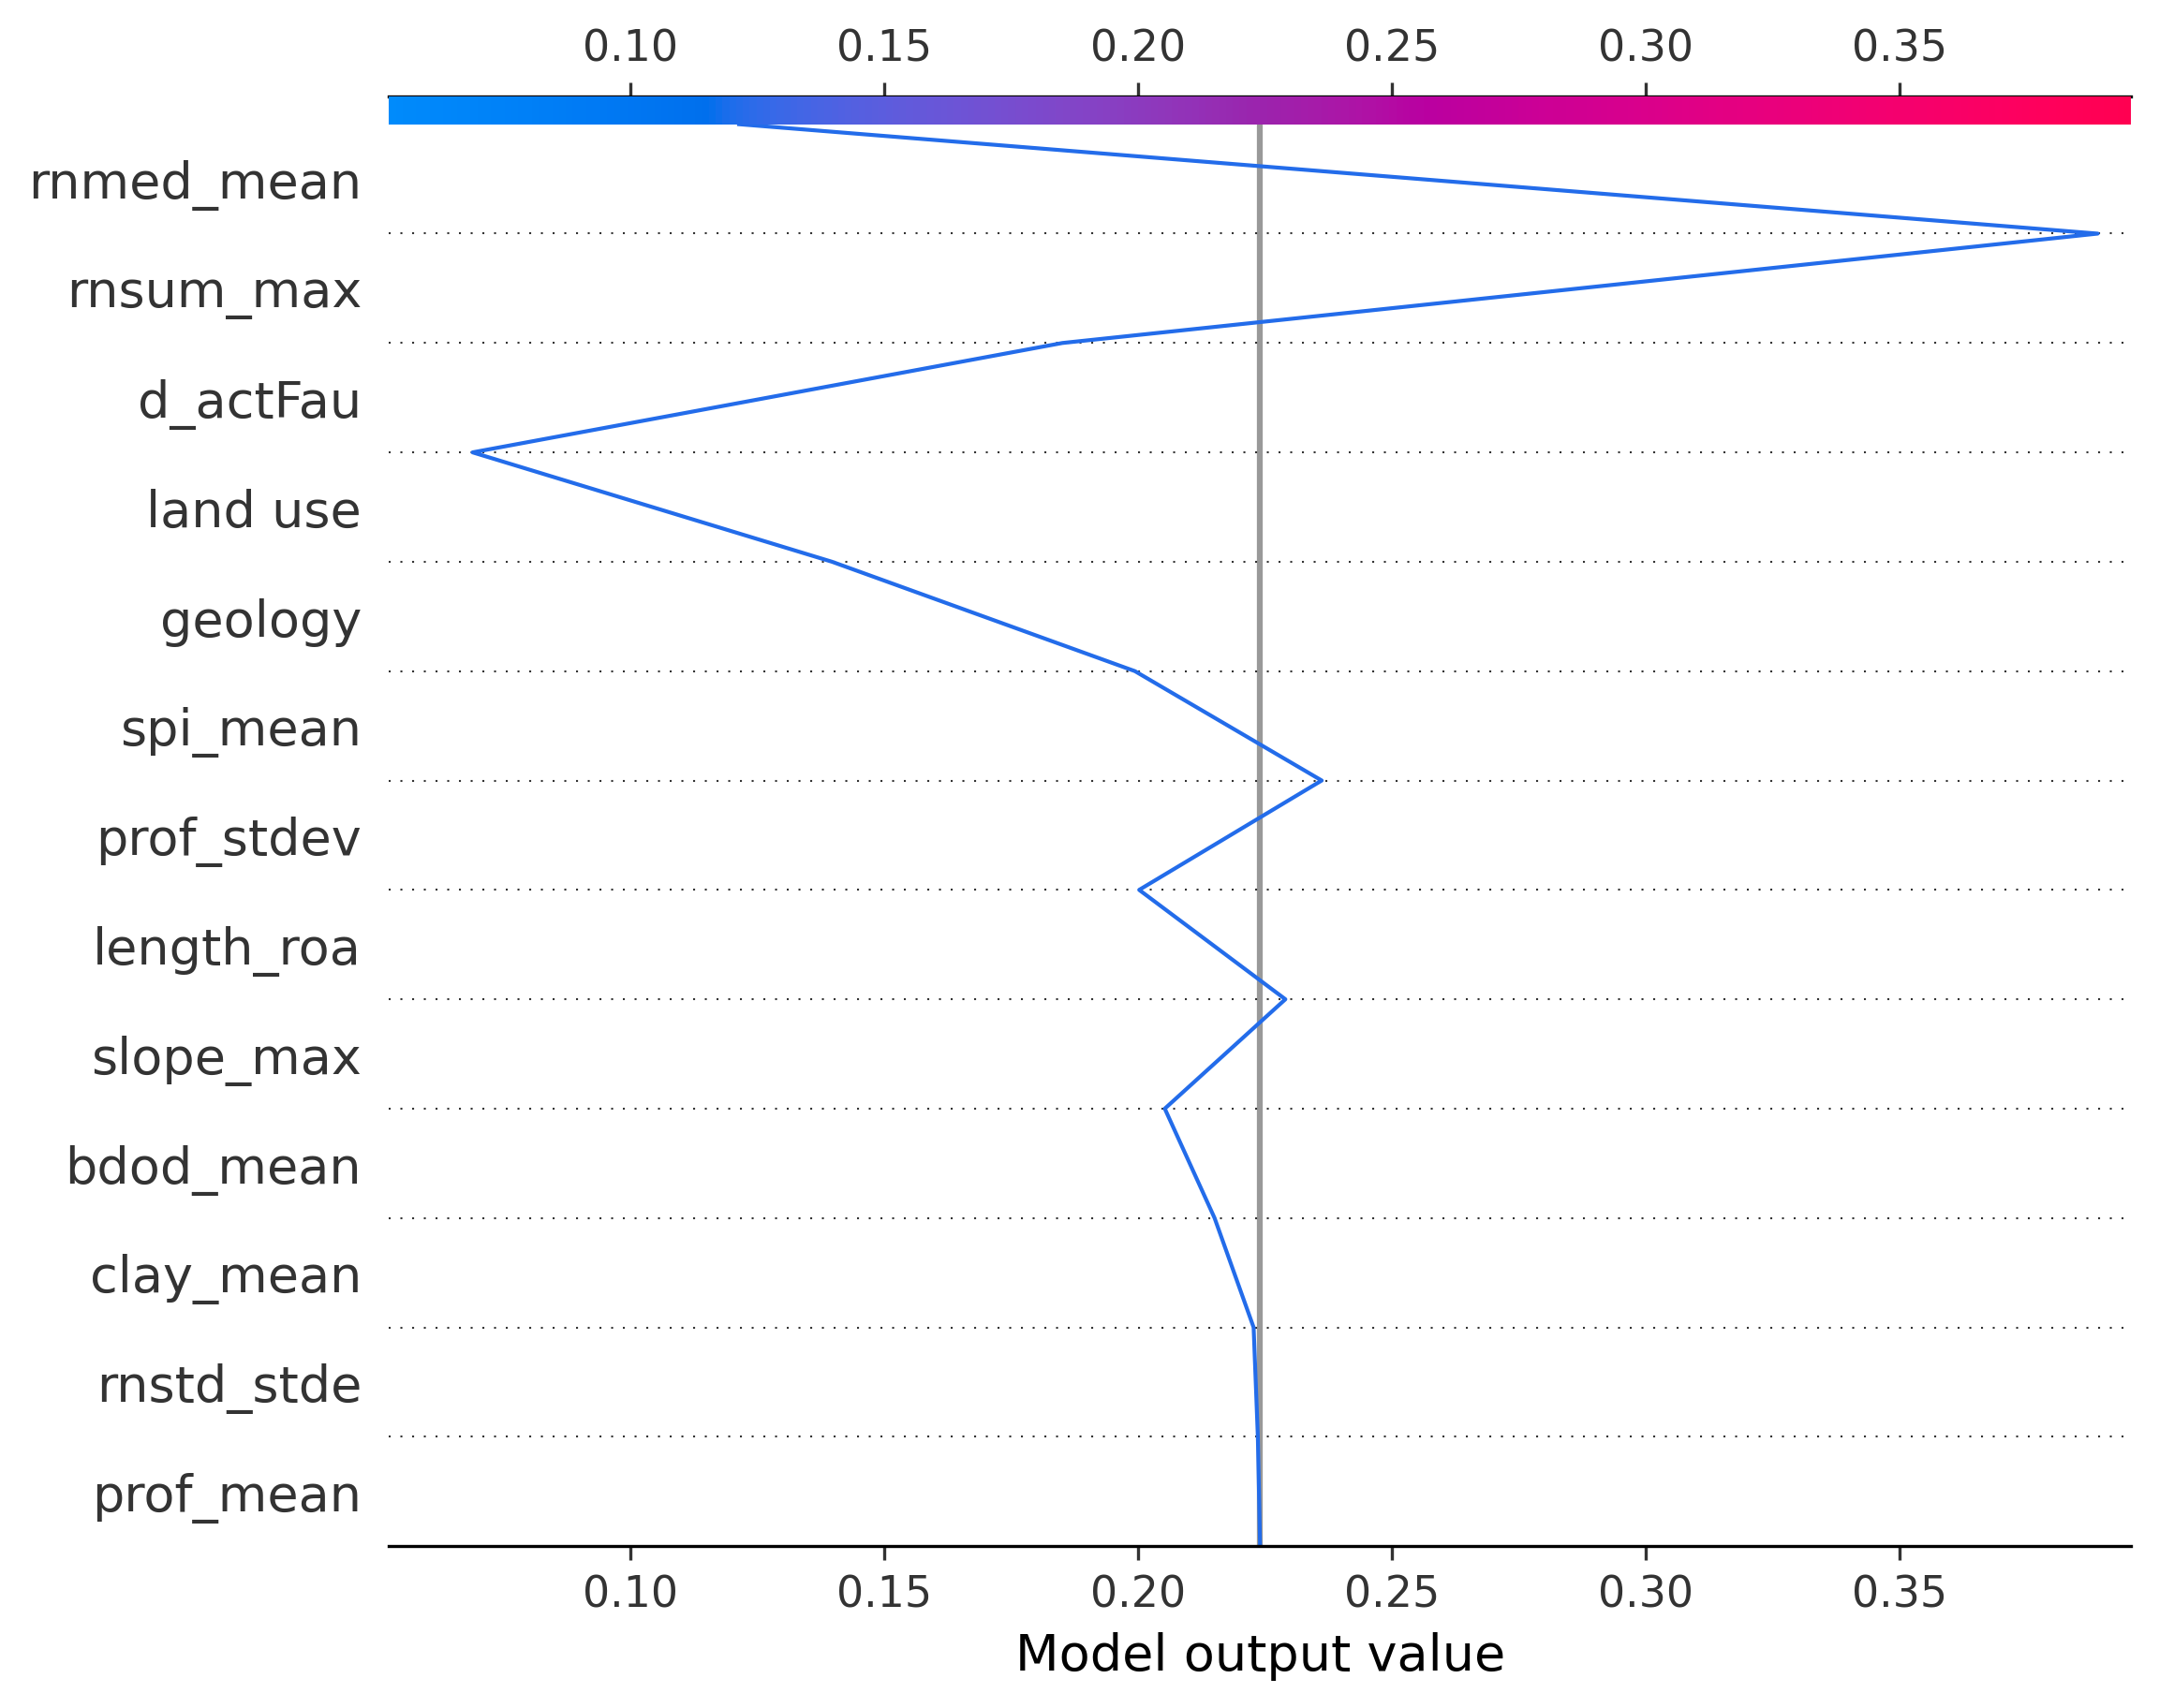 0.10 0.15 0.20 0.25 0.30 0.35
rnmed_mean
rnsum_max
d_actFau
land use
geology
spi_mean
prof_stdev
length_roa
slope_max
bdod_mean
clay_mean
rnstd_stde
prof_mean
0.10 0.15 0.20 0.25 0.30 0.35
Model output value